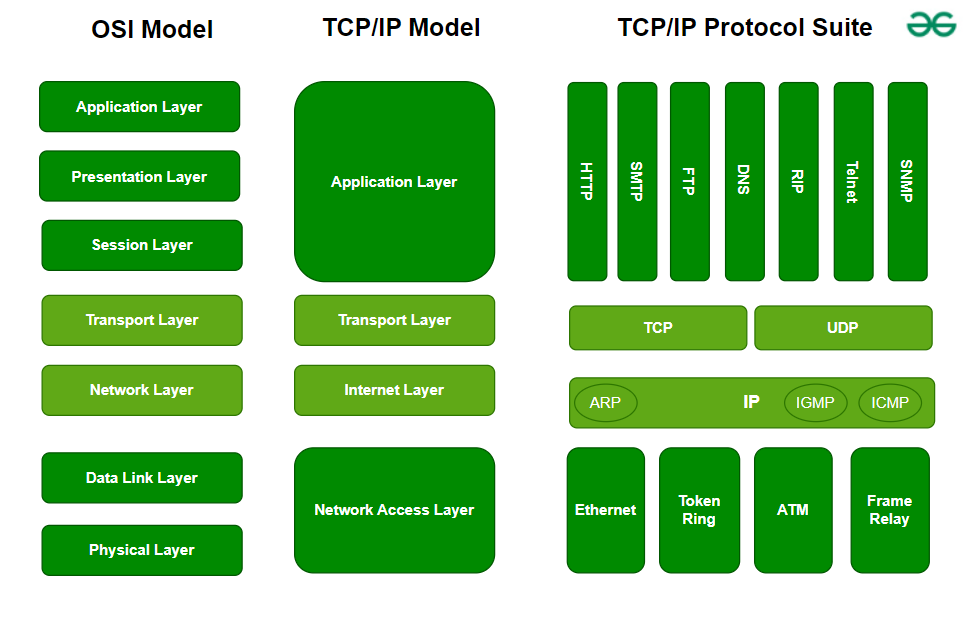 OSI Model
TCP/IP Model
TCP/IP Protocol Suite
Application Layer
Presentation Layer
Session Layer
Transport Layer
Network Layer
Data Link Layer
Physical Layer
Application Layer
Transport Layer
Internet Layer
Network Access Layer
HTTP
SMTP
FTP
DNS
RIP
Telnet
SNMP
TCP
UDP
ARP
IP
IGMP
ICMP
Ethernet
Token
Ring
ATM
Frame
Relay